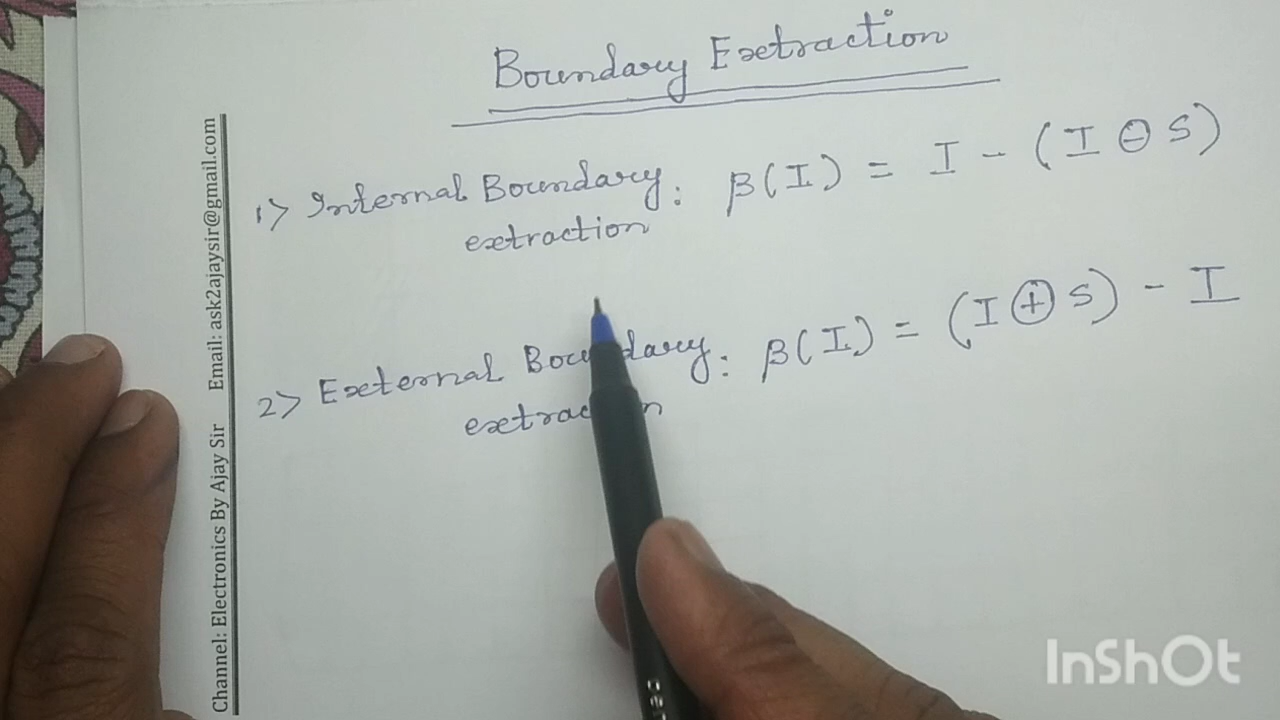 Boundary Extraction
1> Internal Boundary : β(I) = I - (I ⊖ S)
extraction
2> External Boundary : β(I) = (I ⊕ S) - I
extraction
Channel: Electronics By Ajay Sir Email: ask2ajaysir@gmail.com
InShOt